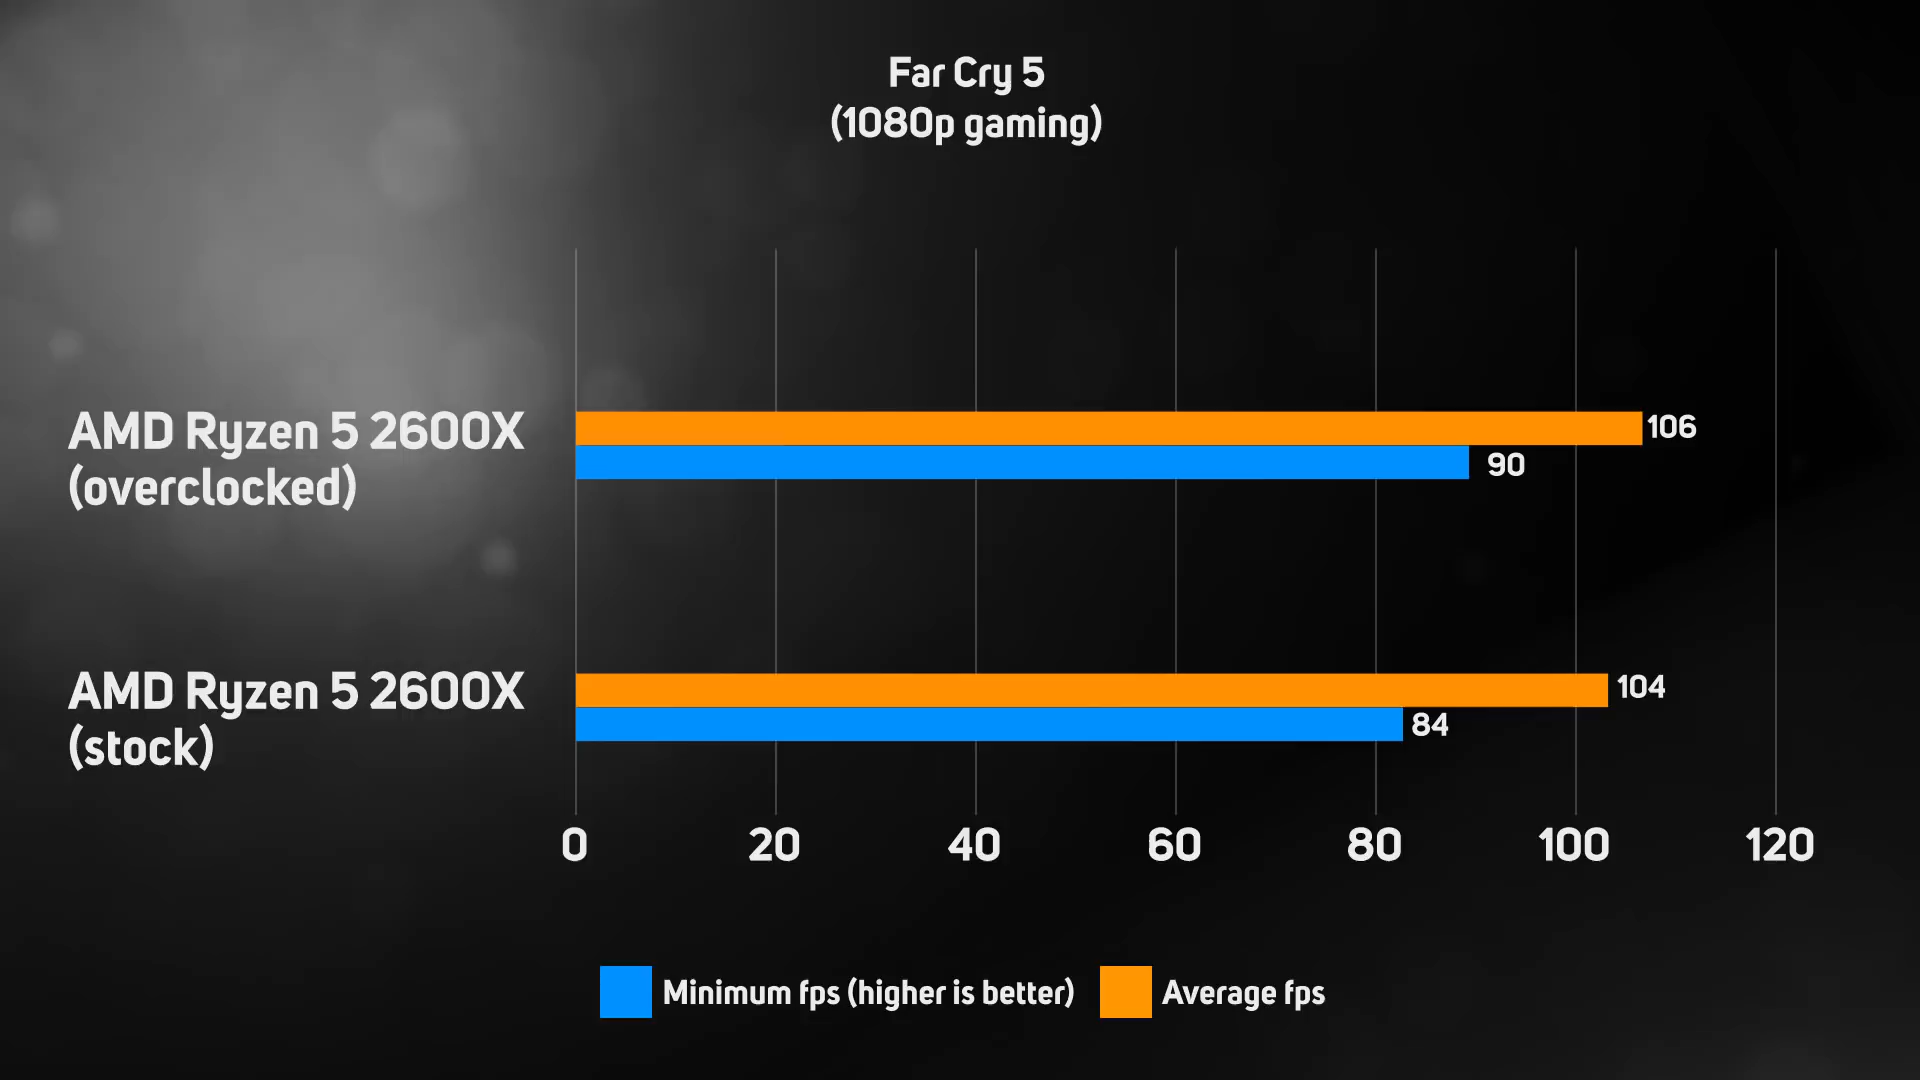 Far Cry 5
(1080p gaming)
AMD Ryzen 5 2600X
(overclocked)
106
90
AMD Ryzen 5 2600X
(stock)
104
84
0 20 40 60 80 100 120
Minimum fps (higher is better) Average fps